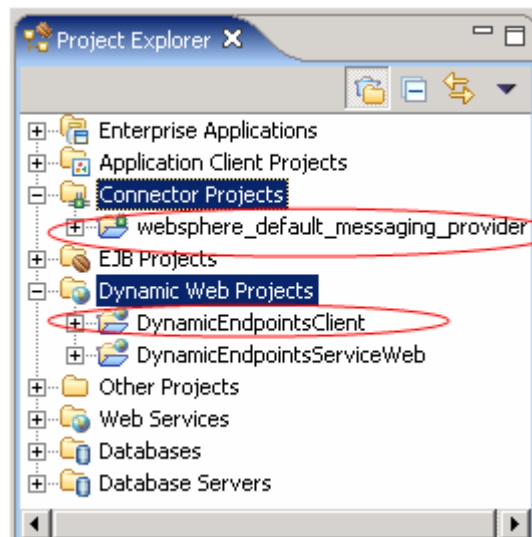 Project Explorer
Enterprise Applications
Application Client Projects
Connector Projects
websphere_default_messaging_provider
EJB Projects
Dynamic Web Projects
DynamicEndpointsClient
DynamicEndpointsServiceWeb
Other Projects
Web Services
Databases
Database Servers